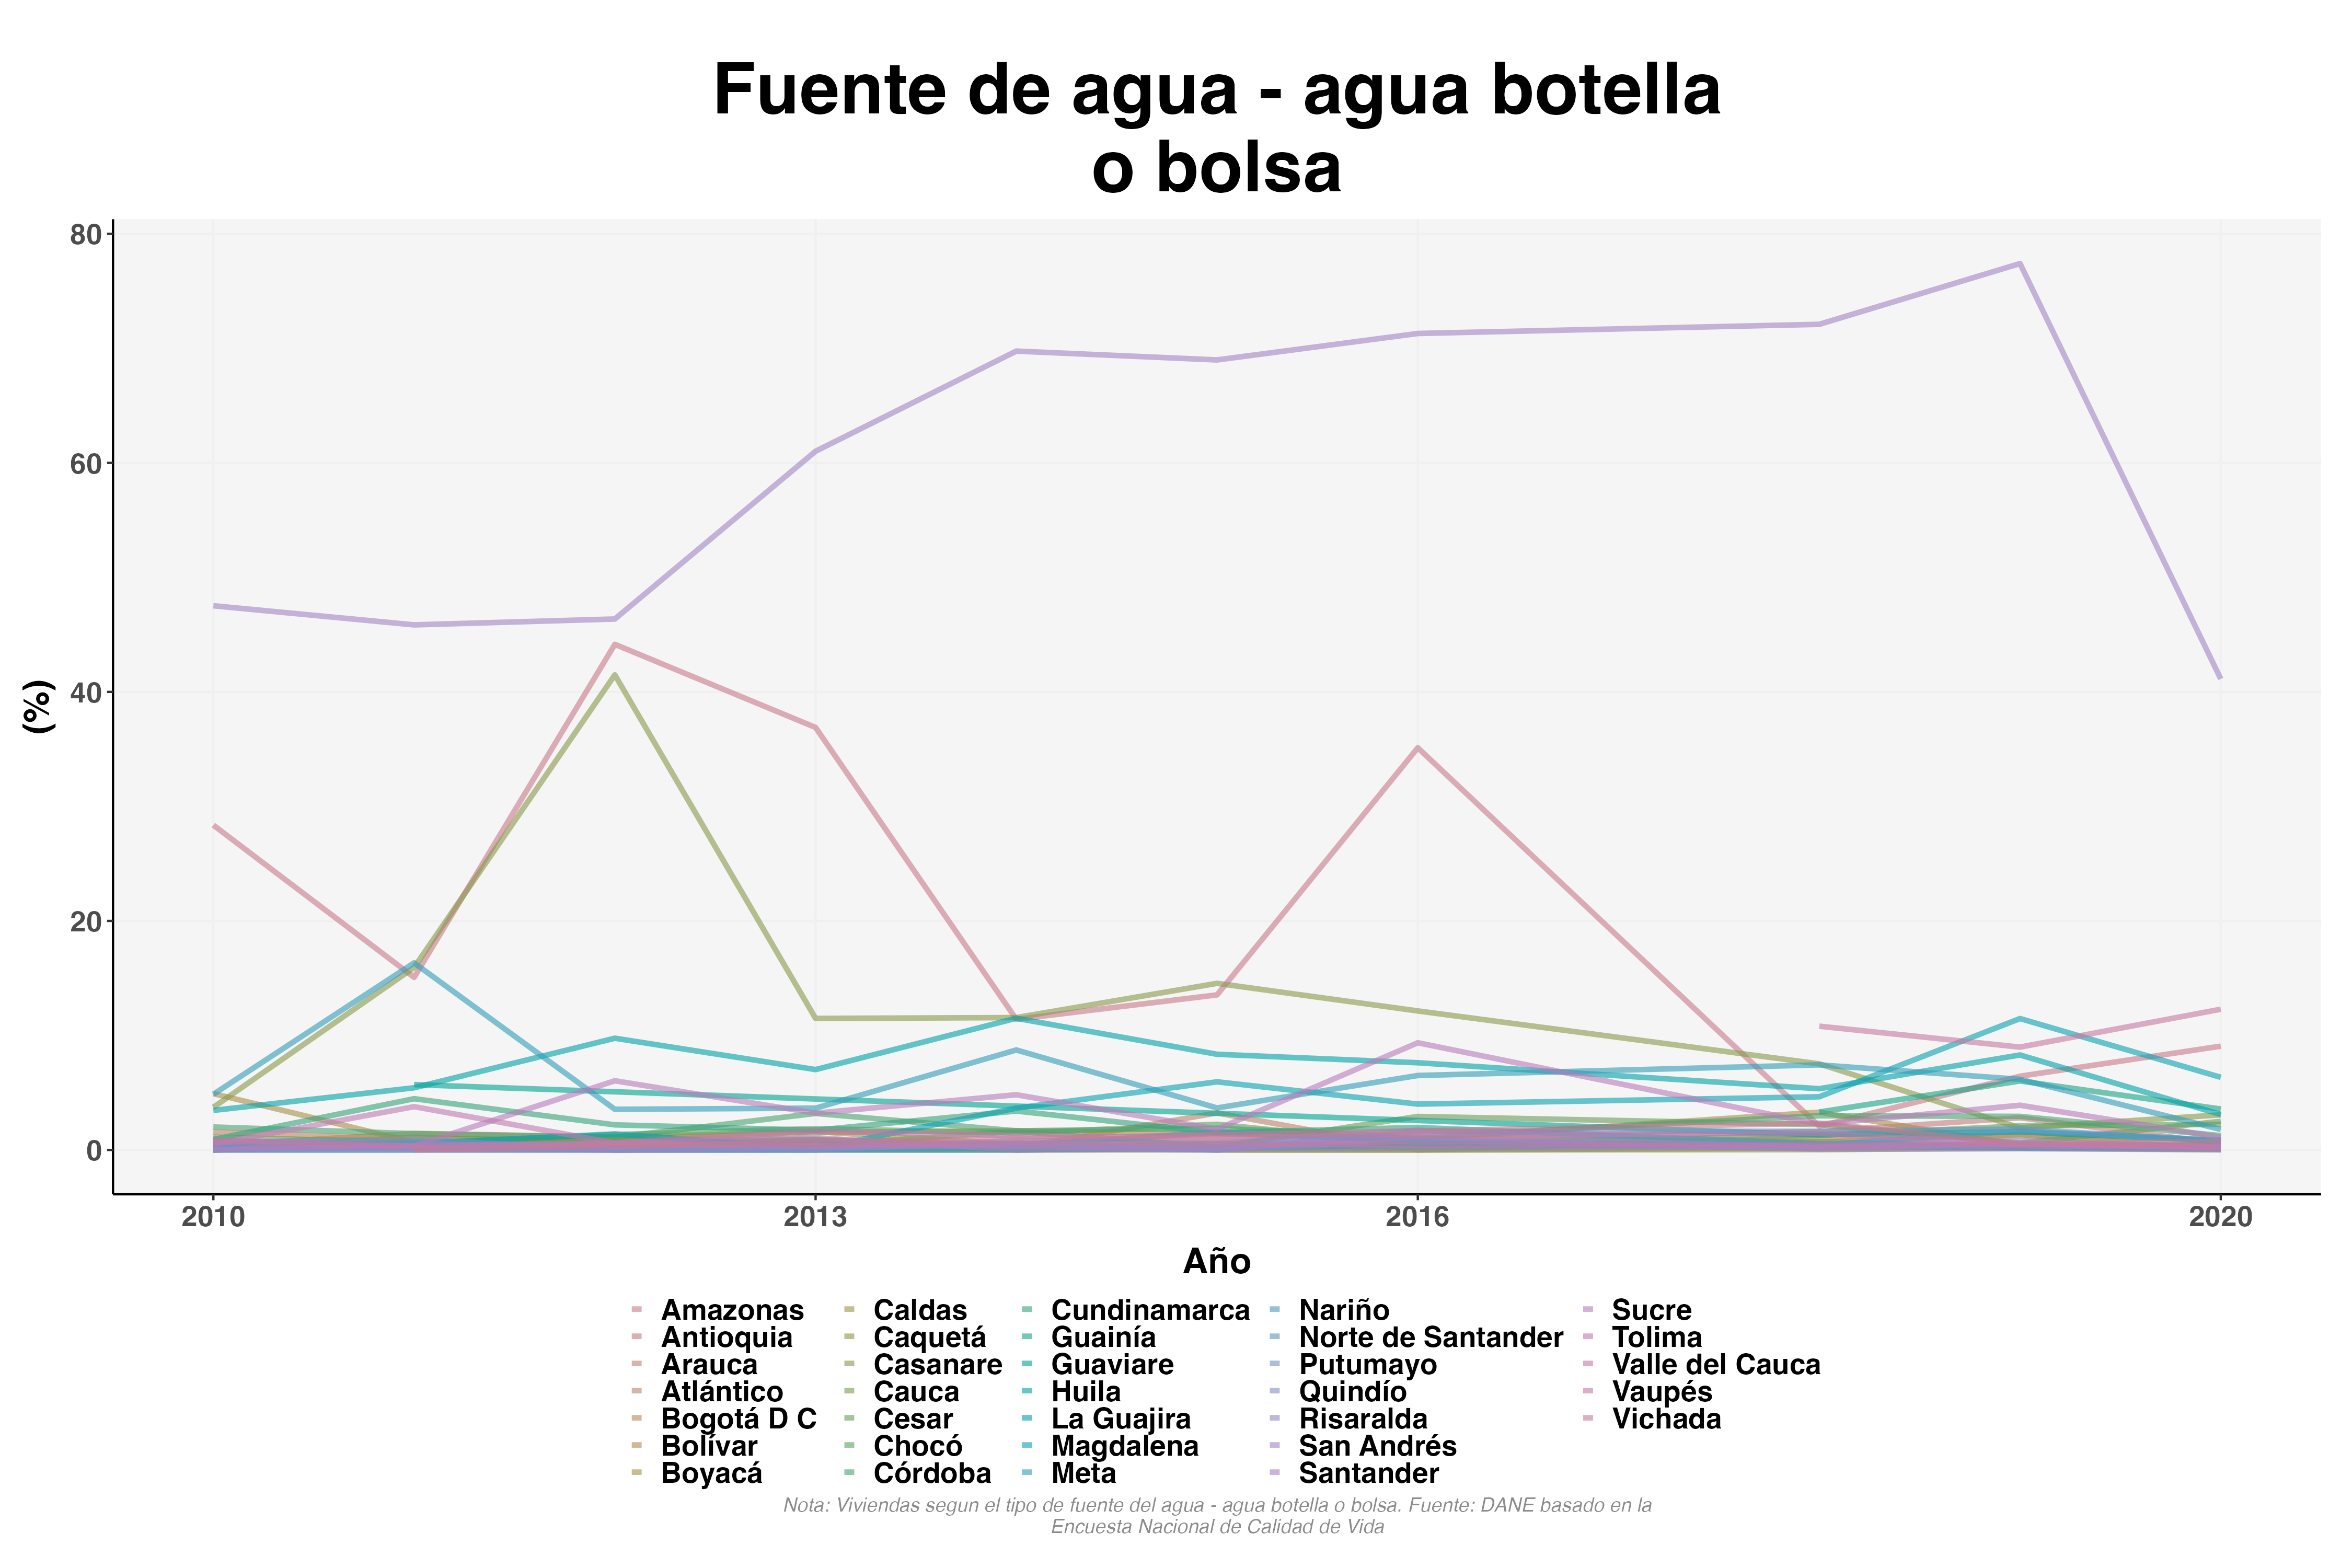 Fuente de agua - agua botella
o bolsa
80
60
40
20
0
(%)
2010 2013 2016 2020
Año
Amazonas Caldas Cundinamarca Nariño Sucre
Antioquia Caquetá Guainía Norte de Santander Tolima
Arauca Casanare Guaviare Putumayo Valle del Cauca
Atlántico Cauca Huila Quindío Vaupés
Bogotá D C Cesar La Guajira Risaralda Vichada
Bolívar Chocó Magdalena San Andrés
Boyacá Córdoba Meta Santander
Nota: Viviendas segun el tipo de fuente del agua - agua botella o bolsa. Fuente: DANE basado en la
Encuesta Nacional de Calidad de Vida